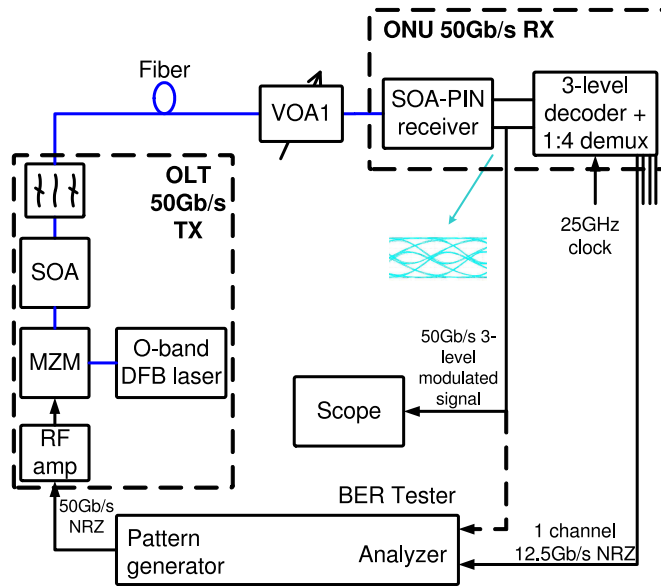 ONU 50Gb/s RX
Fiber
VOA1
SOA-PIN
receiver
3-level
decoder +
1:4 demux
OLT
50Gb/s
TX
25GHz
clock
SOA
MZM
O-band
DFB laser
50Gb/s 3-
level
modulated
signal
Scope
RF
amp
50Gb/s
NRZ
BER Tester
Pattern
generator
Analyzer
1 channel
12.5Gb/s NRZ